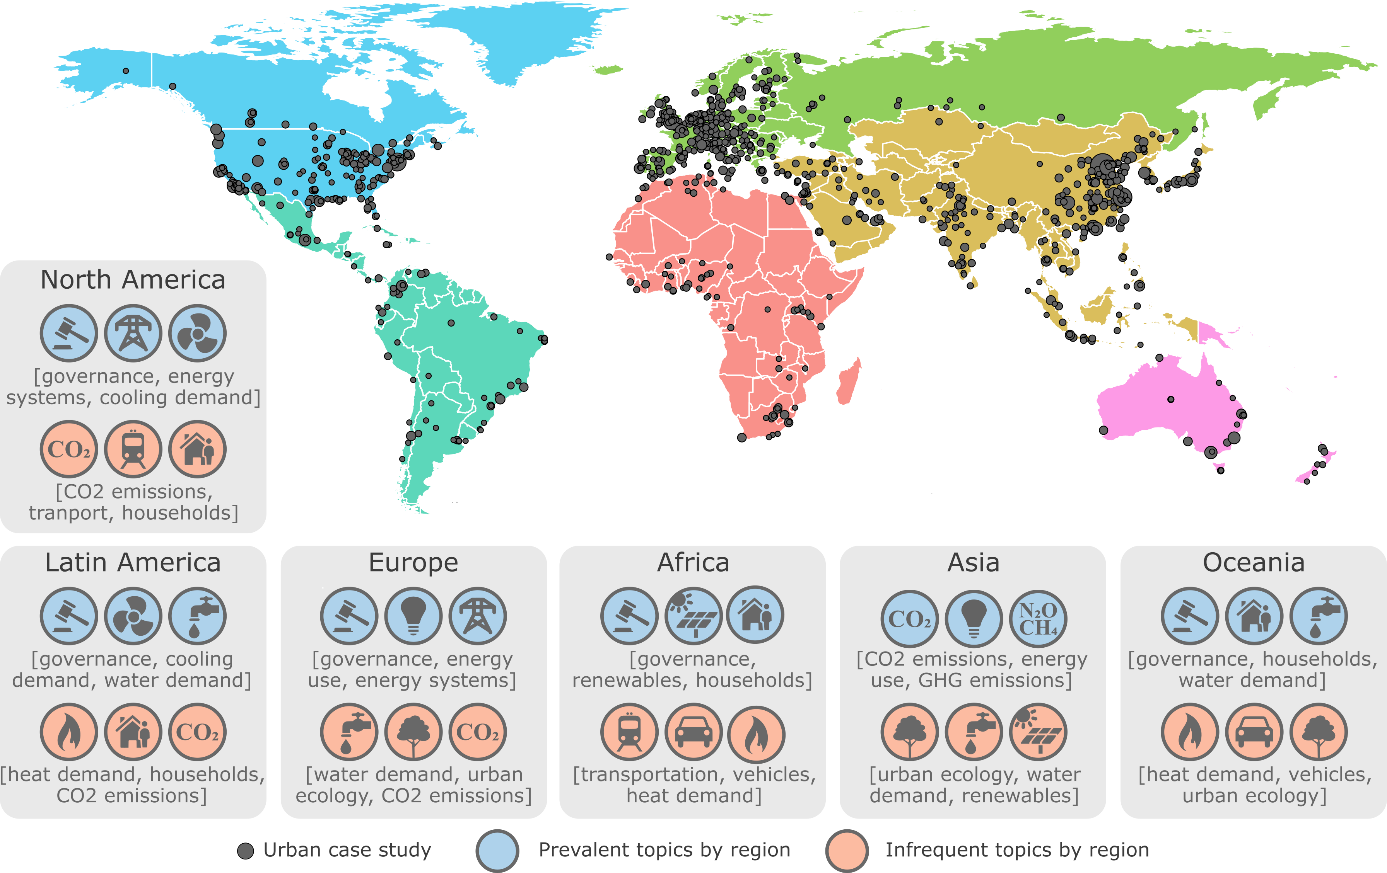 North America
[governance, energy
systems, cooling demand]
CO₂
[CO2 emissions,
tranport, households]
Latin America
[governance, cooling
demand, water demand]
CO₂
[heat demand, households,
CO2 emissions]
Europe
[governance, energy
use, energy systems]
CO₂
[water demand, urban
ecology, CO2 emissions]
Africa
[governance,
renewables, households]
[transportation, vehicles,
heat demand]
Asia
CO₂
N₂O
CH₄
[CO2 emissions, energy
use, GHG emissions]
[urban ecology, water
demand, renewables]
Oceania
[governance, households,
water demand]
[heat demand, vehicles,
urban ecology]
Urban case study
Prevalent topics by region
Infrequent topics by region